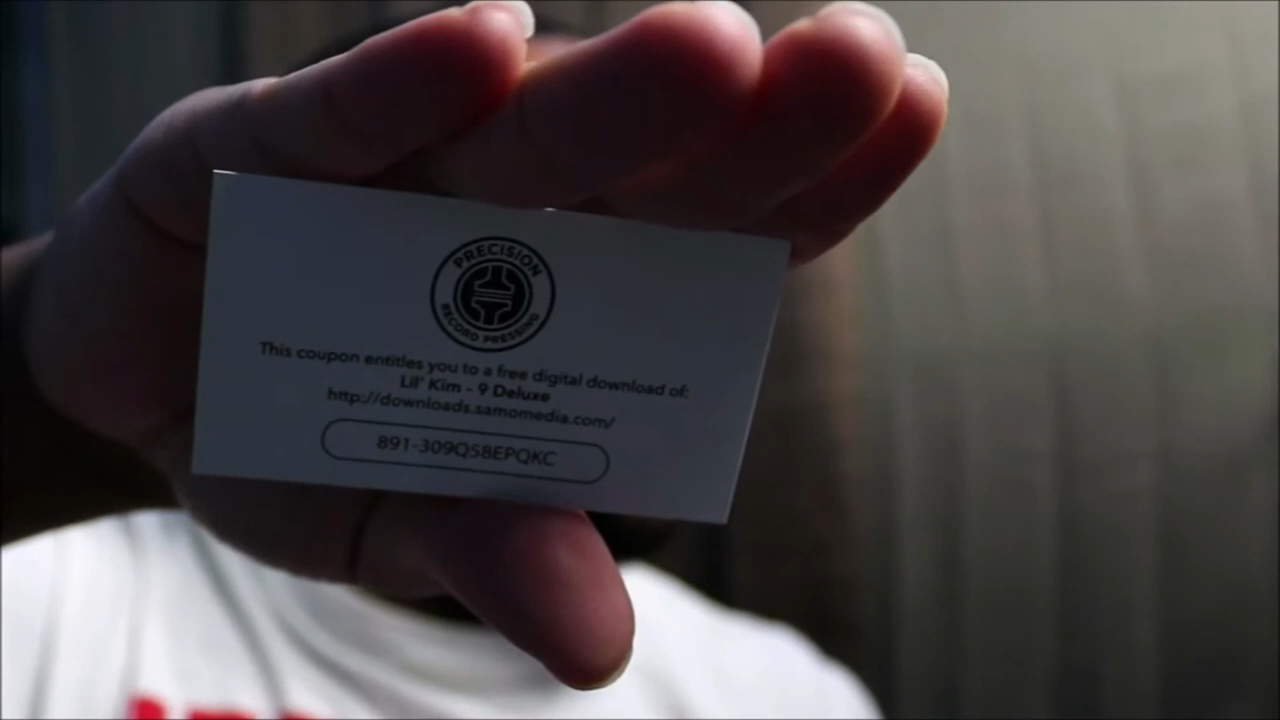 PRECISION
RECORD PRESSING
This coupon entitles you to a free digital download of:
Lil' Kim - 9 Deluxe
http://downloads.samomedia.com/
891-309Q58EPQKC